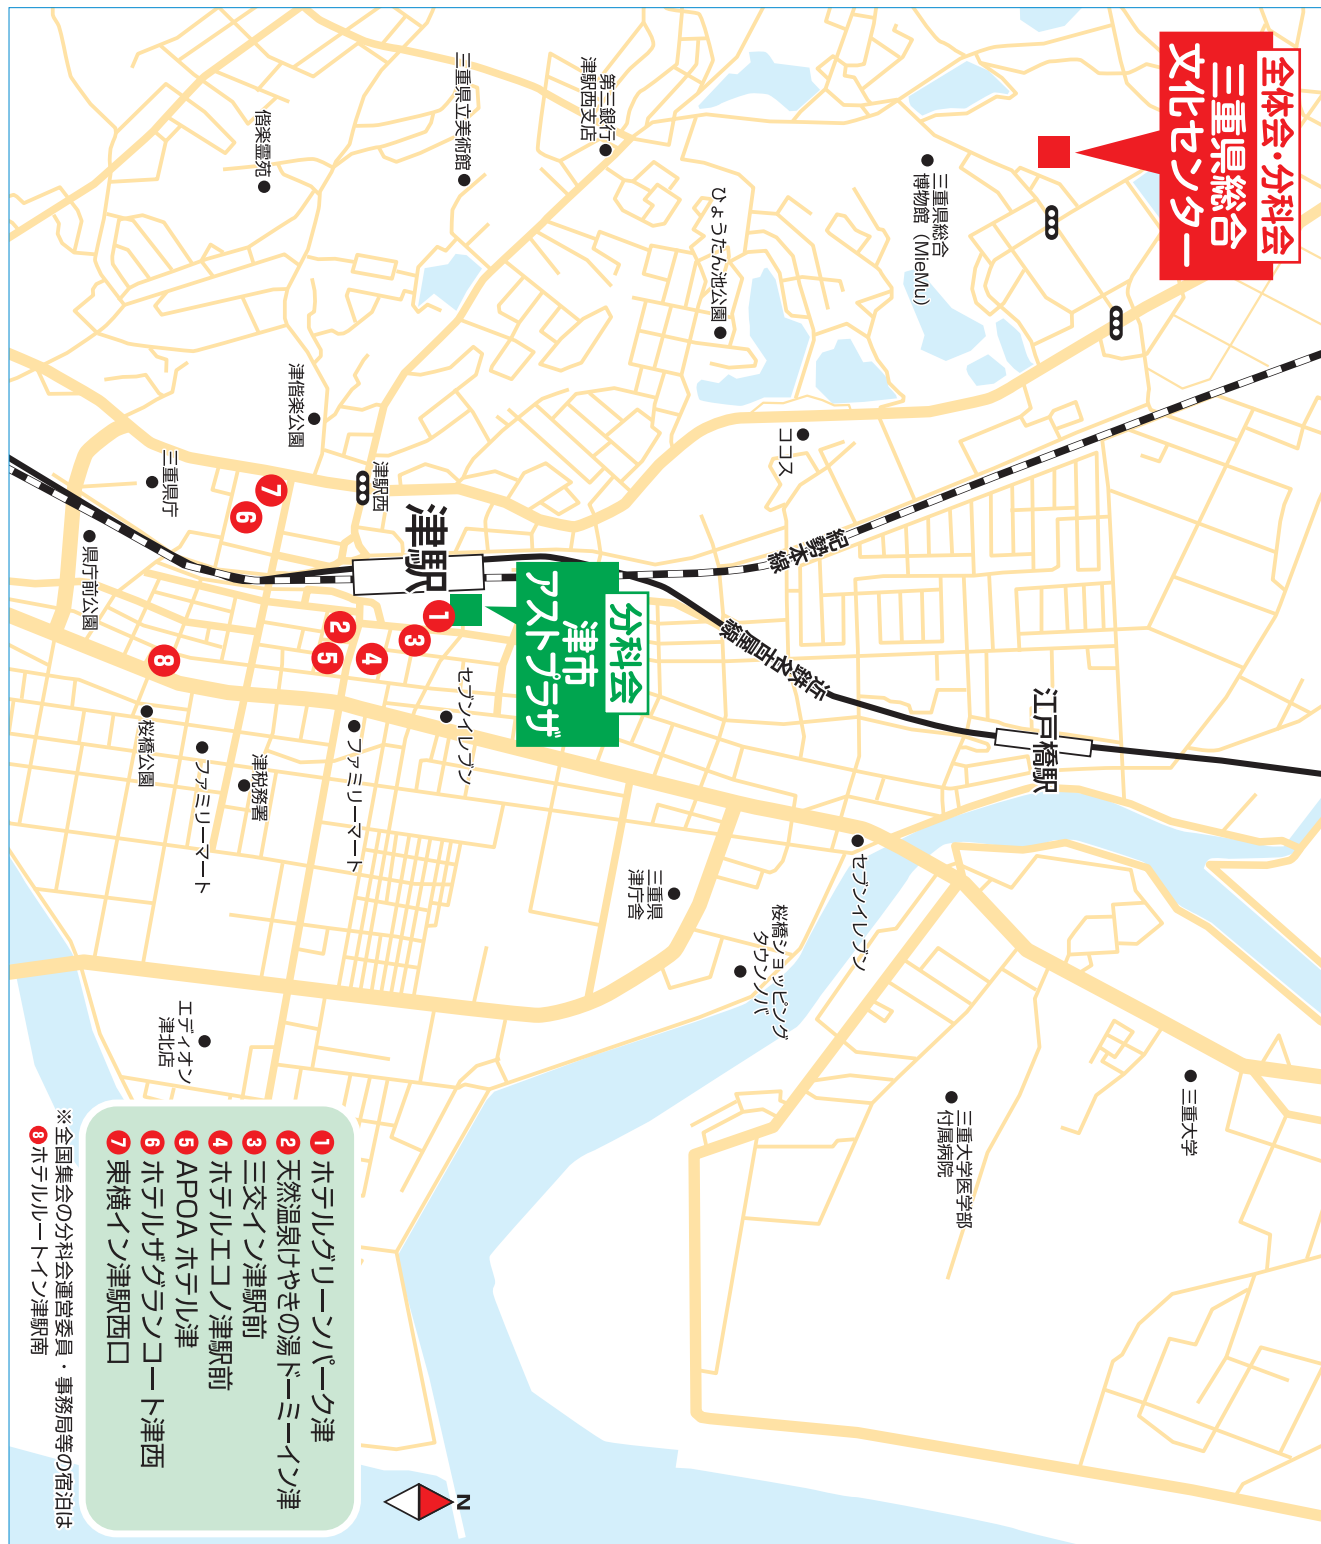 全体会・分科会
三重県総合
文化センター
三重県総合
博物館（MieMu）
ひょうたん池公園
第三銀行
津駅西支店
三重県立美術館
偕楽霊苑
津偕楽公園
三重県庁
県庁前公園
津駅西
津駅
ココス
紀勢本線
近鉄名古屋線
江戸橋駅
分科会
津市
アストプラザ
1
2
3
4
5
6
7
8
セブンイレブン
ファミリーマート
津税務署
ファミリーマート
桜橋公園
セブンイレブン
三重県
津庁舎
桜橋ショッピング
タウンノバ
エディオン
津北店
三重大学
三重大学医学部
付属病院
1 ホテルグリーンパーク津
2 天然温泉けやきの湯ドーミーイン津
3 三交イン津駅前
4 ホテルエコノ津駅前
5 APOA ホテル津
6 ホテルザグランコート津西
7 東横イン津駅西口
※全国集会の分科会運営委員・事務局等の宿泊は
8 ホテルルートイン津駅南
N